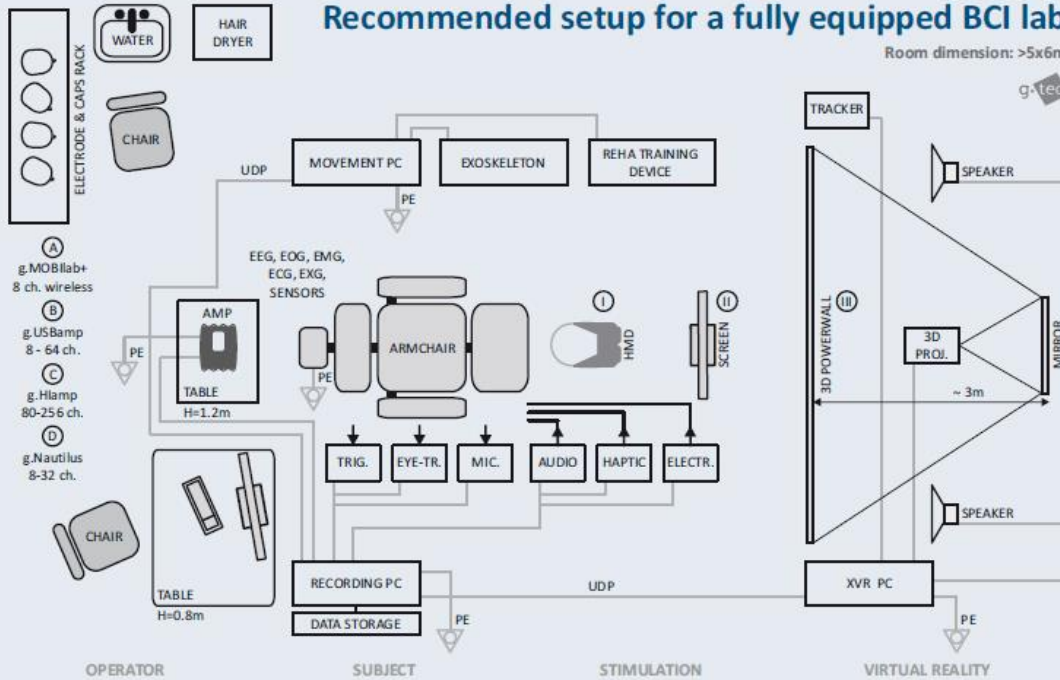 Recommended setup for a fully equipped BCI lab
Room dimension: >5x6m
g.tec
WATER
HAIR
DRYER
ELECTRODE & CAPS RACK
CHAIR
MOVEMENT PC
EXOSKELETON
REHA TRAINING
DEVICE
TRACKER
SPEAKER
UDP
PE
A
g.MOBIlab+
8 ch. wireless
B
g.USBamp
8 - 64 ch.
C
g.HIamp
80-256 ch.
D
g.Nautilus
8-32 ch.
EEG, EOG, EMG,
ECG, EXG,
SENSORS
AMP
TABLE
H=1.2m
PE
ARMCHAIR
PE
I
HMD
II
SCREEN
3D POWERWALL
III
3D
PROJ.
MIRROR
~ 3m
TRIG.
EYE-TR.
MIC.
AUDIO
HAPTIC
ELECTR.
SPEAKER
CHAIR
TABLE
H=0.8m
RECORDING PC
DATA STORAGE
PE
UDP
XVR PC
PE
OPERATOR
SUBJECT
STIMULATION
VIRTUAL REALITY